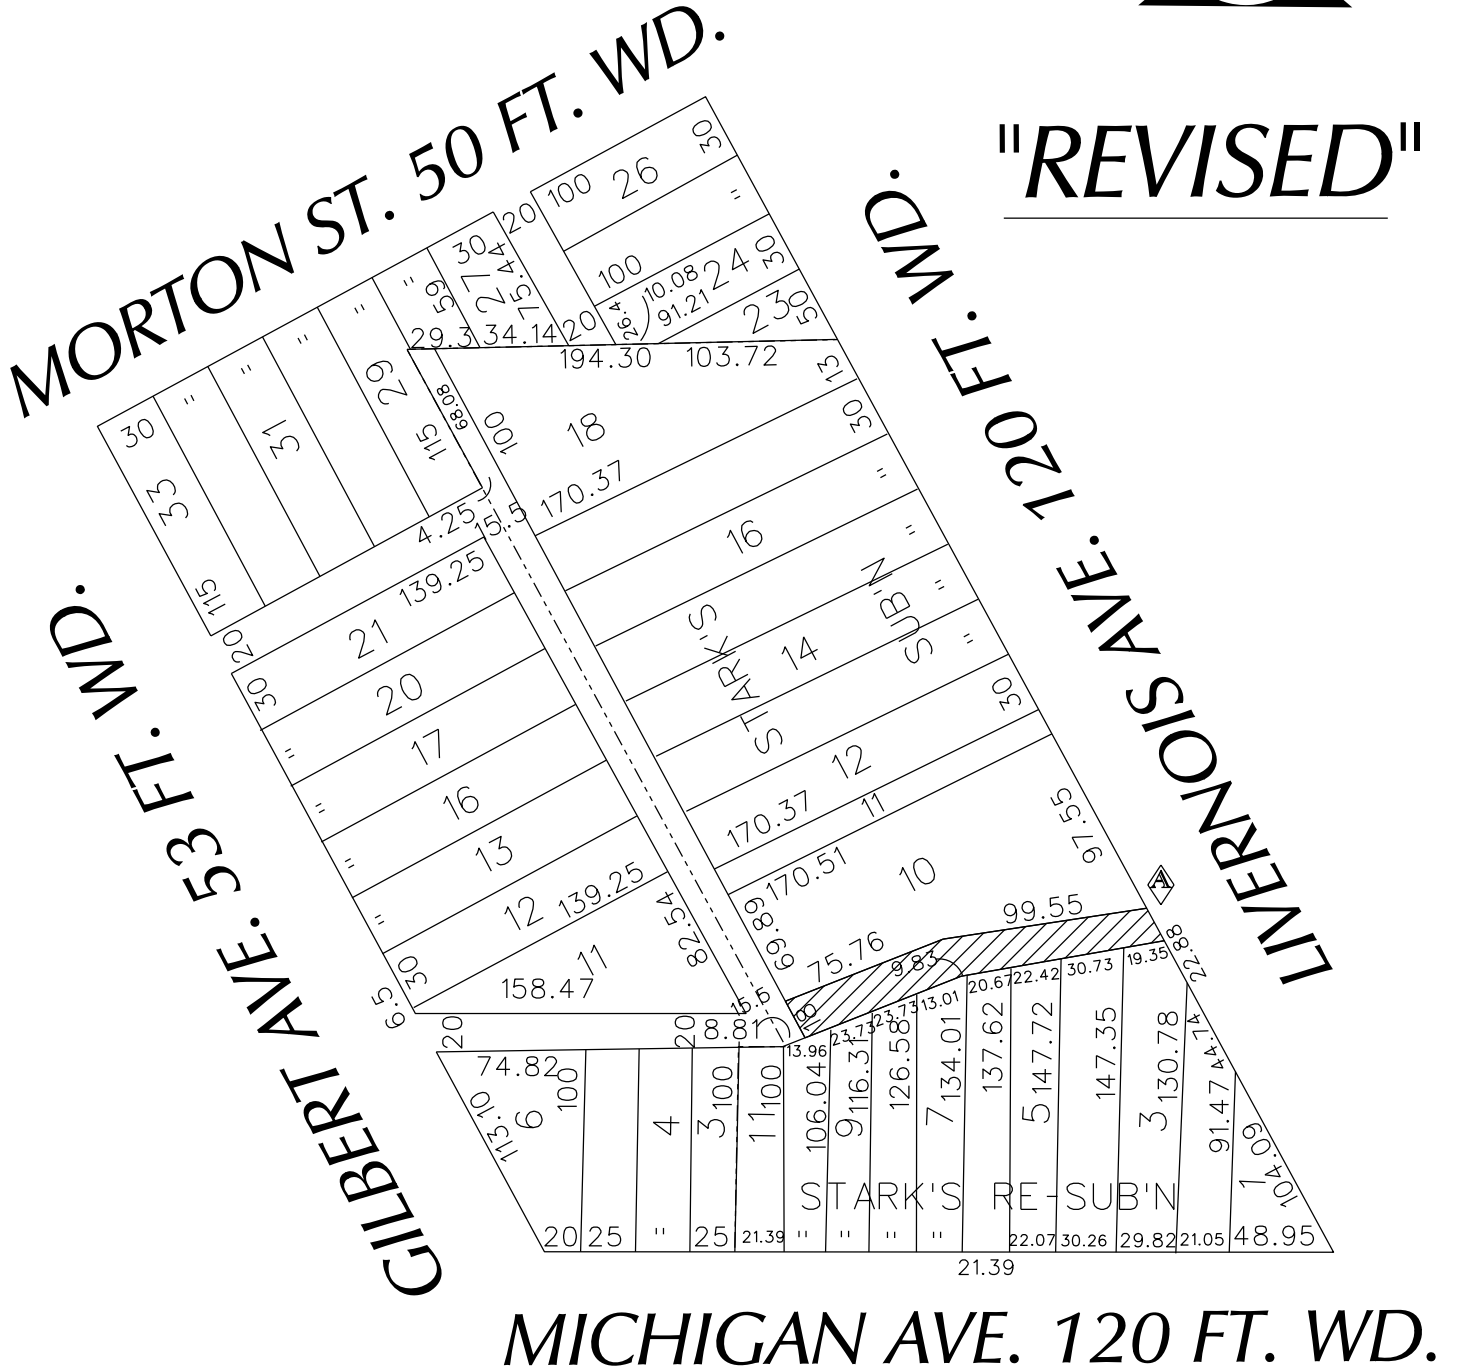 "REVISED"
MORTON ST. 50 FT. WD.
LIVERNOIS AVE. 120 FT. WD.
GILBERT AVE. 53 FT. WD.
MICHIGAN AVE. 120 FT. WD.
100 26 30
"
20
100
10.08 24 30
26.4 91.21 23 50
30 27 75.44
" 59
29.3 34.14 20
194.30 103.72
"
"
"
30
33 31 29
115 115
68.08
100 18 13
170.37 30
4.25 15.5
20 139.25
21
30
20
" 17
" 16
" 13
" 12 139.25
30 11 82.54
158.47
6.5
"
16 "
STARK'S
SUB'N
"
14 "
30
12
170.37 11
170.51 10 97.55
69.89
A
99.55
75.76
9.83
22.88
15.5
18
20 20 8.81
13.96 23.73 23.73 13.01 20.67 22.42 30.73 19.35
74.82
113.10 6 100 4 3 100 11 100 106.04 9 116.31 126.58 7 134.01 137.62 5 147.72 147.35 3 130.78 44.74
91.47 1 104.09
STARK'S RE-SUB'N
20 25 " 25 21.39 " " " " 22.07 30.26 29.82 21.05 48.95
21.39